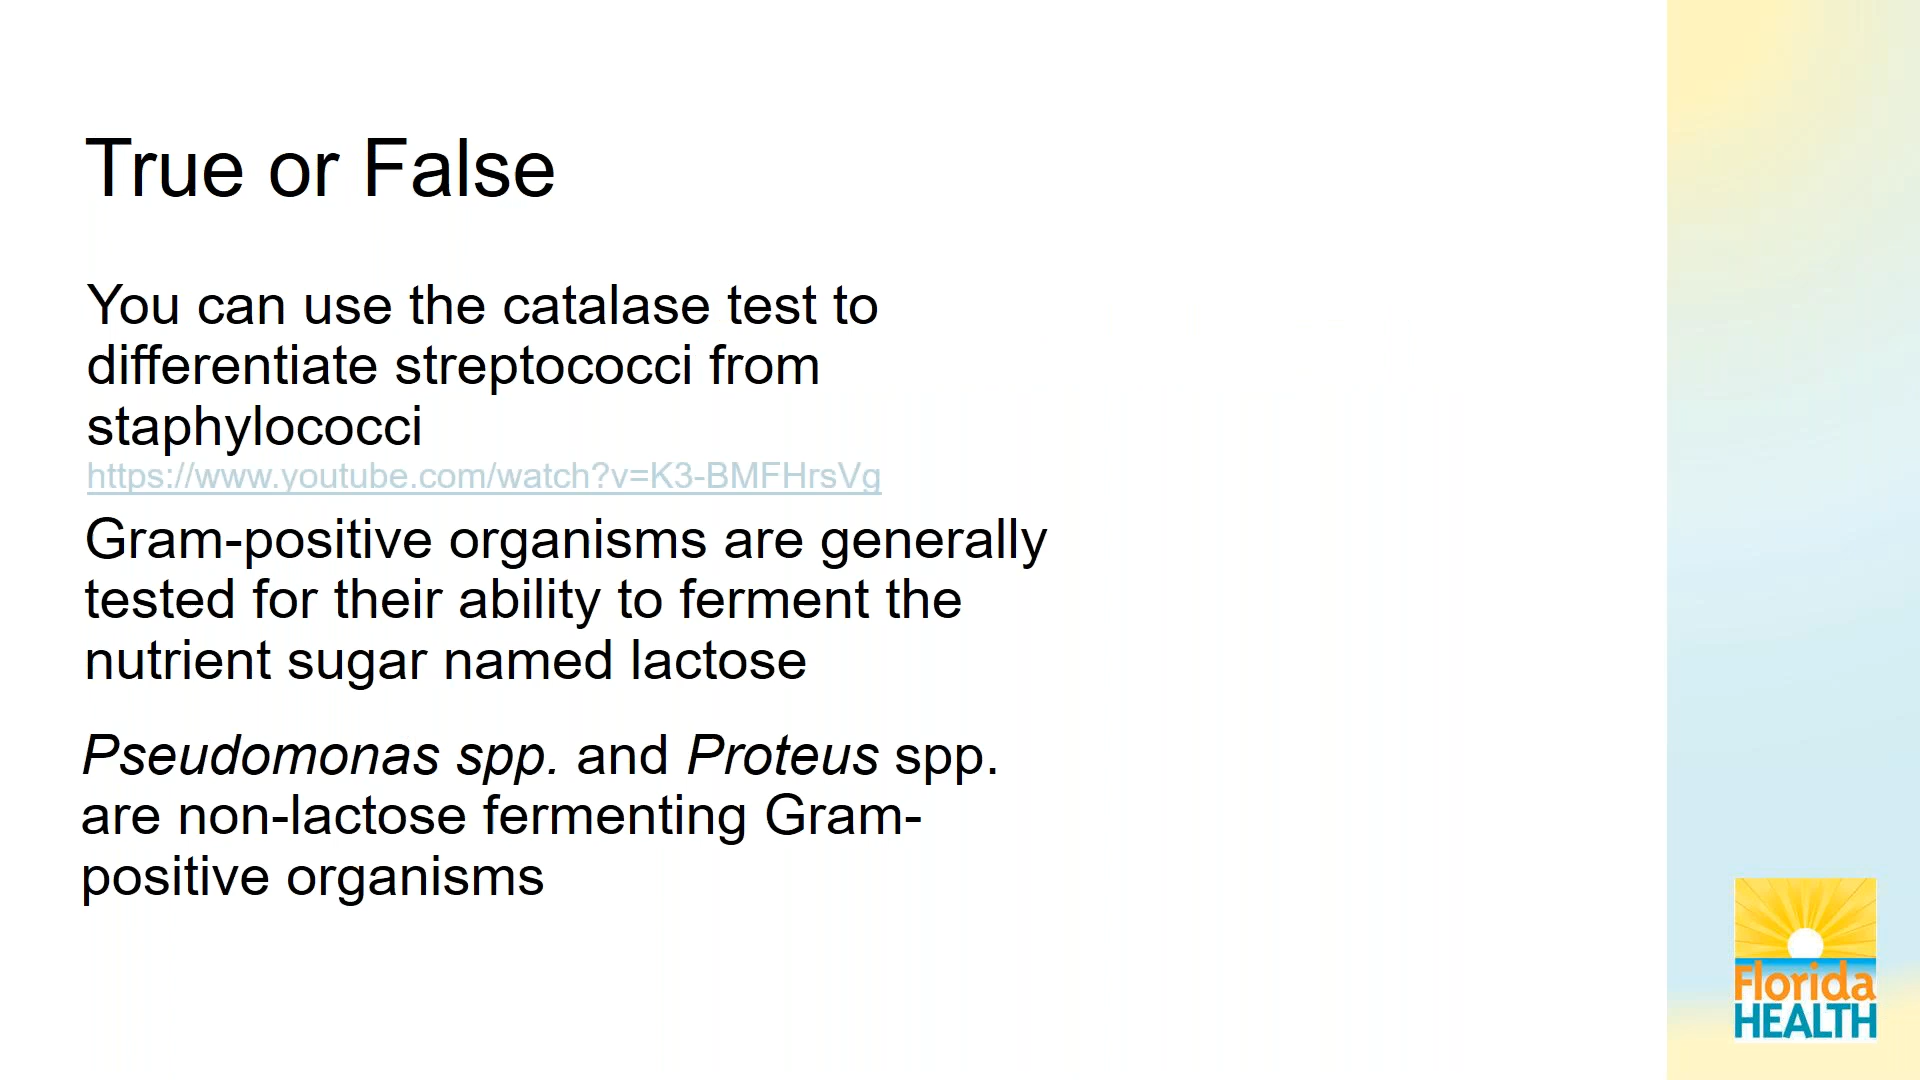 True or False
You can use the catalase test to
differentiate streptococci from
staphylococci
https://www.youtube.com/watch?v=K3-BMFHrsVg
Gram-positive organisms are generally
tested for their ability to ferment the
nutrient sugar named lactose
Pseudomonas spp. and Proteus spp.
are non-lactose fermenting Gram-
positive organisms
Florida
HEALTH